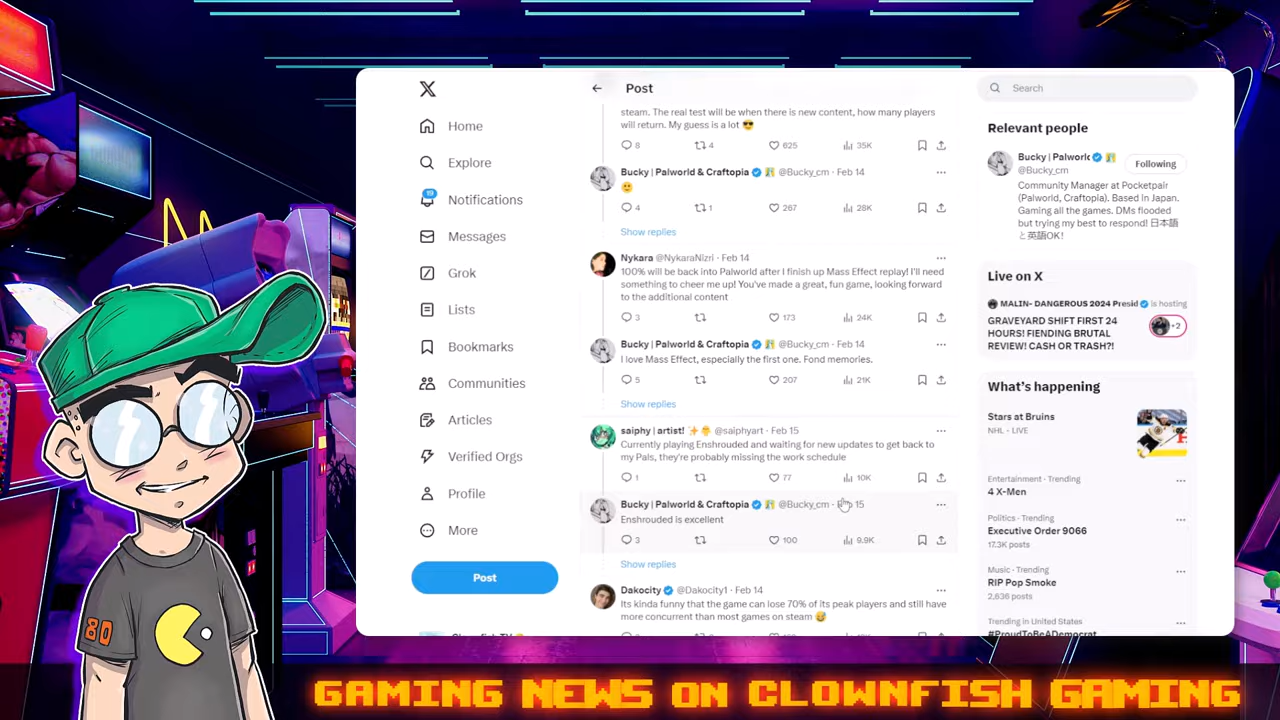 Home
Explore
19
Notifications
Messages
Grok
Lists
Bookmarks
Communities
Articles
Verified Orgs
Profile
More
Post
Post
steam. The real test will be when there is new content, how many players
will return. My guess is a lot 😎
8 4 625 35K
Bucky | Palworld & Craftopia @Bucky_cm · Feb 14
🙂
4 1 267 28K
Show replies
Nykara @NykaraNizri · Feb 14
100% will be back into Palworld after I finish up Mass Effect replay! I'll need
something to cheer me up! You've made a great, fun game, looking forward
to the additional content
3 173 24K
Bucky | Palworld & Craftopia @Bucky_cm · Feb 14
I love Mass Effect, especially the first one. Fond memories.
5 207 21K
Show replies
saiphy | artist! @saiphyart · Feb 15
Currently playing Enshrouded and waiting for new updates to get back to
my Pals, they're probably missing the work schedule
1 77 10K
Bucky | Palworld & Craftopia @Bucky_cm · 15
Enshrouded is excellent
3 100 9.9K
Show replies
Dakocity @Dakocity1 · Feb 14
Its kinda funny that the game can lose 70% of its peak players and still have
more concurrent than most games on steam 😅
Search
Relevant people
Bucky | Palworld
@Bucky_cm
Following
Community Manager at Pocketpair
(Palworld, Craftopia). Based in Japan.
Gaming all the games. DMs flooded
but trying my best to respond! 日本語
と英語OK!
Live on X
MALIN- DANGEROUS 2024 Presid is hosting
GRAVEYARD SHIFT FIRST 24
HOURS! FIENDING BRUTAL
REVIEW! CASH OR TRASH?!
+2
What's happening
Stars at Bruins
NHL · LIVE
Entertainment · Trending
4 X-Men
Politics · Trending
Executive Order 9066
17.3K posts
Music · Trending
RIP Pop Smoke
2,636 posts
Trending in United States
#ProudToBeADemocrat
80
GAMING NEWS ON CLOWNFISH GAMING